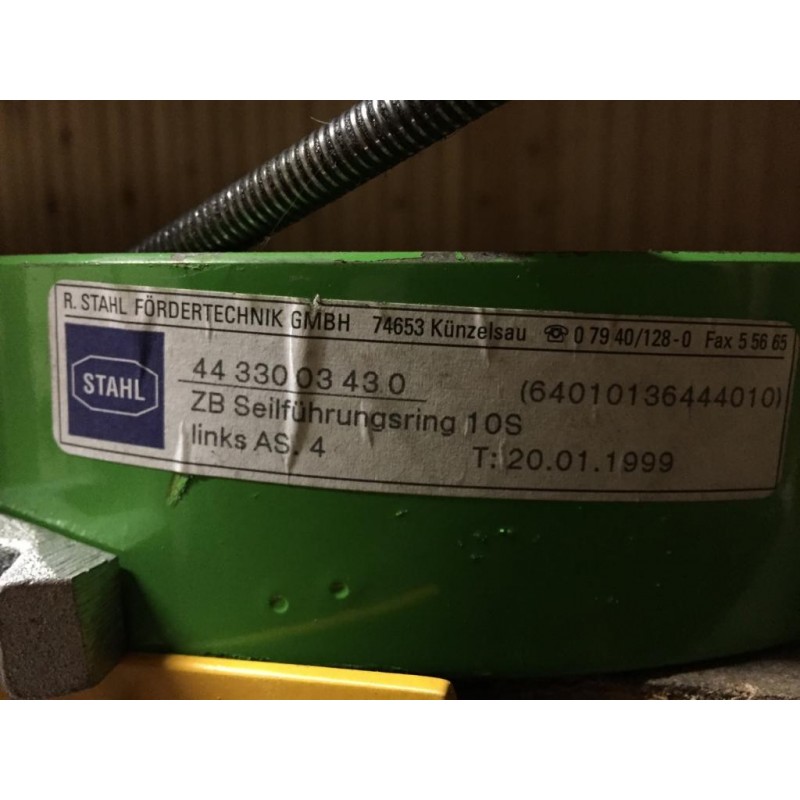 R. STAHL FÖRDERTECHNIK GMBH 74653 Künzelsau ☎ 0 79 40/128-0 Fax 5 56 65
STAHL
44 330 03 43 0 (64010136444010)
ZB Seilführungsring 10S
links AS. 4 T: 20.01.1999